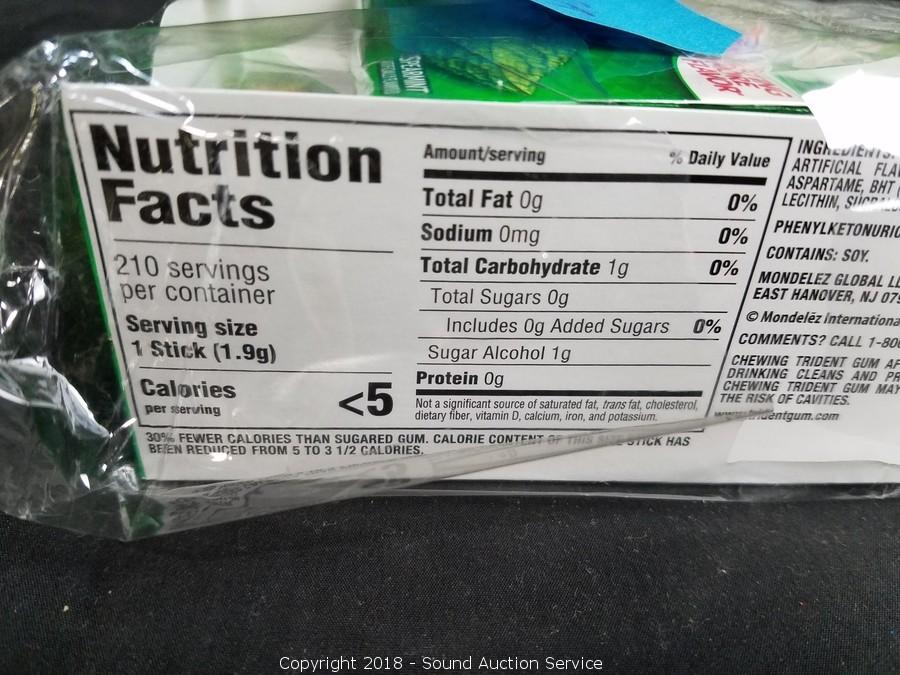 SPEARMINT
Nutrition
Facts
210 servings
per container
Serving size
1 Stick (1.9g)
Calories
per serving
<5
Amount/serving % Daily Value
Total Fat 0g 0%
Sodium 0mg 0%
Total Carbohydrate 1g 0%
Total Sugars 0g
Includes 0g Added Sugars 0%
Sugar Alcohol 1g
Protein 0g
Not a significant source of saturated fat, trans fat, cholesterol,
dietary fiber, vitamin D, calcium, iron, and potassium.
30% FEWER CALORIES THAN SUGARED GUM. CALORIE CONTENT OF THIS SIZE STICK HAS
BEEN REDUCED FROM 5 TO 3 1/2 CALORIES.
INGREDIENTS:
ARTIFICIAL
ASPARTAME, BHT
LECITHIN,
CONTAINS: SOY.
MONDELEZ GLOBAL
EAST HANOVER, NJ
© Mondelēz
COMMENTS? CALL
CHEWING TRIDENT GUM
DRINKING CLEANS AND
CHEWING TRIDENT GUM MAY
THE RISK OF CAVITIES.
www.tridentgum.com
Copyright 2018 - Sound Auction Service